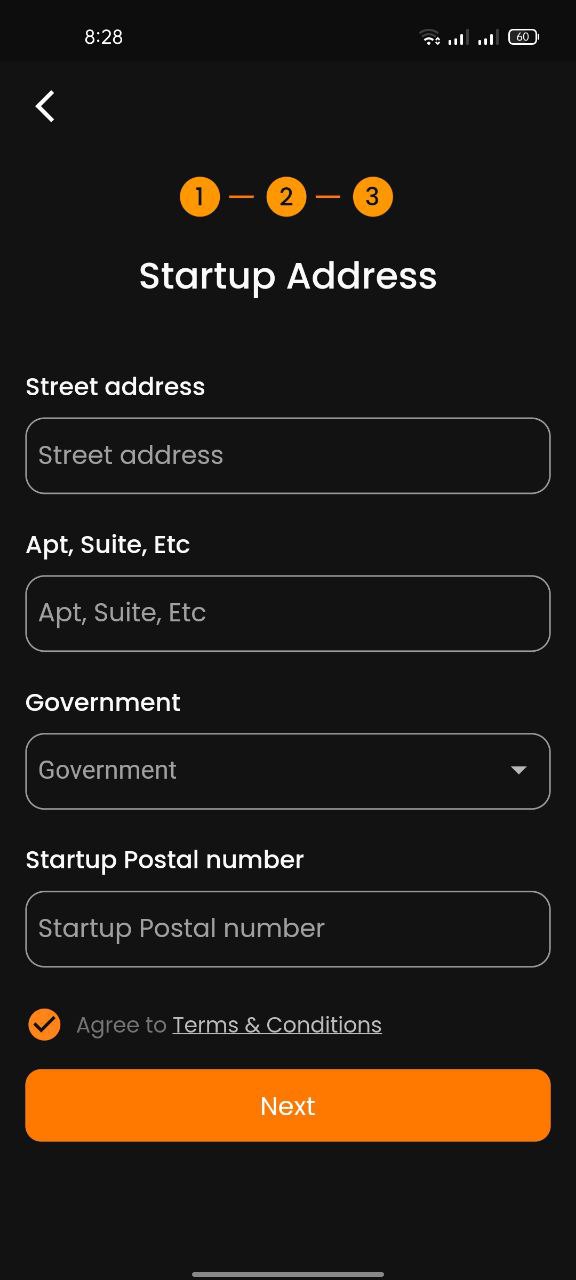 8:28
60
1 2 3
Startup Address
Street address
Street address
Apt, Suite, Etc
Apt, Suite, Etc
Government
Government
Startup Postal number
Startup Postal number
Agree to Terms & Conditions
Next